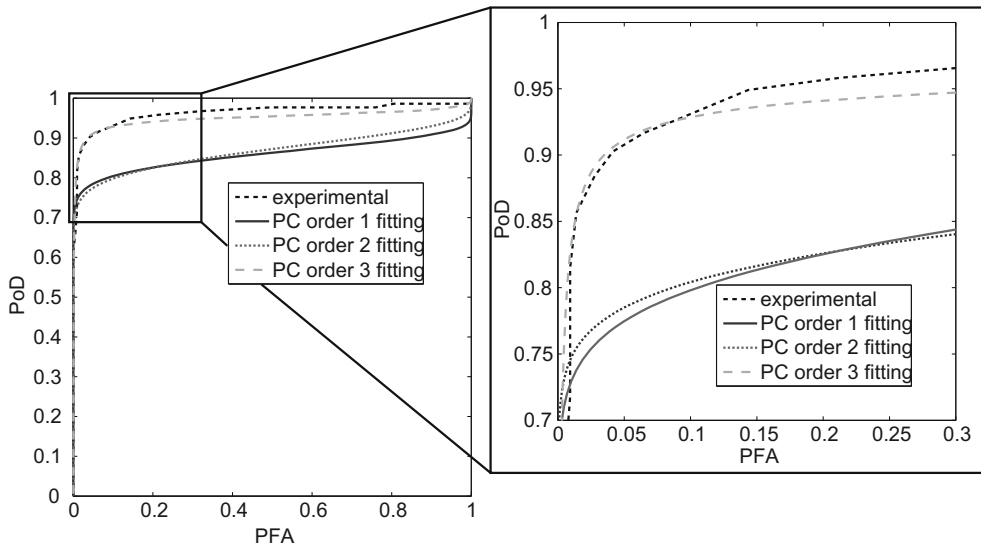 1
0.9
0.8
0.7
0.6
0.5
0.4
0.3
0.2
0.1
0
PoD
0
0.2
0.4
0.6
0.8
1
PFA
experimental
PC order 1 fitting
PC order 2 fitting
PC order 3 fitting
1
0.95
0.9
0.85
0.8
0.75
0.7
PoD
0
0.05
0.1
0.15
0.2
0.25
0.3
PFA
experimental
PC order 1 fitting
PC order 2 fitting
PC order 3 fitting